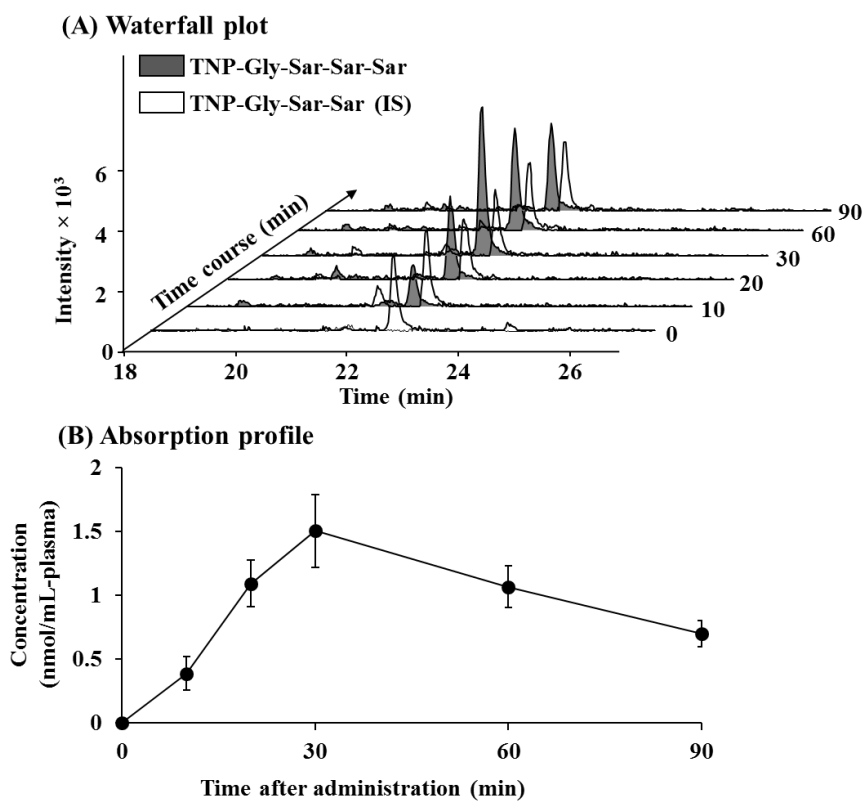 (A) Waterfall plot
TNP-Gly-Sar-Sar-Sar
TNP-Gly-Sar-Sar (IS)
Intensity × 10³
6
4
2
0
Time course (min)
90
60
30
20
10
0
18 20 22 24 26
Time (min)
(B) Absorption profile
Concentration
(nmol/mL-plasma)
2
1.5
1
0.5
0
0 30 60 90
Time after administration (min)